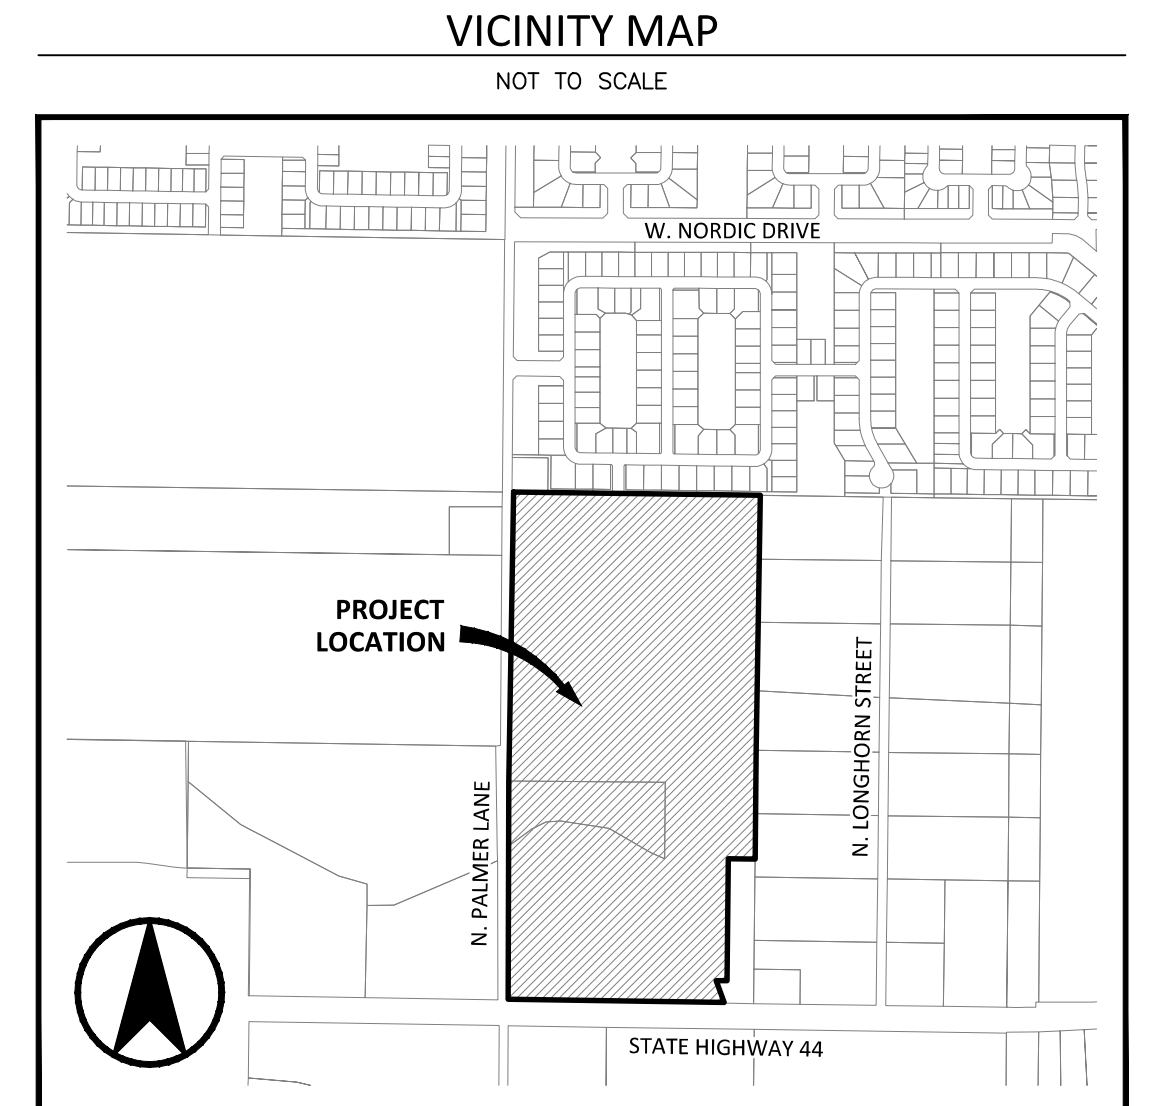 VICINITY MAP
NOT TO SCALE
W. NORDIC DRIVE
PROJECT
LOCATION
N. LONGHORN STREET
N. PALMER LANE
STATE HIGHWAY 44